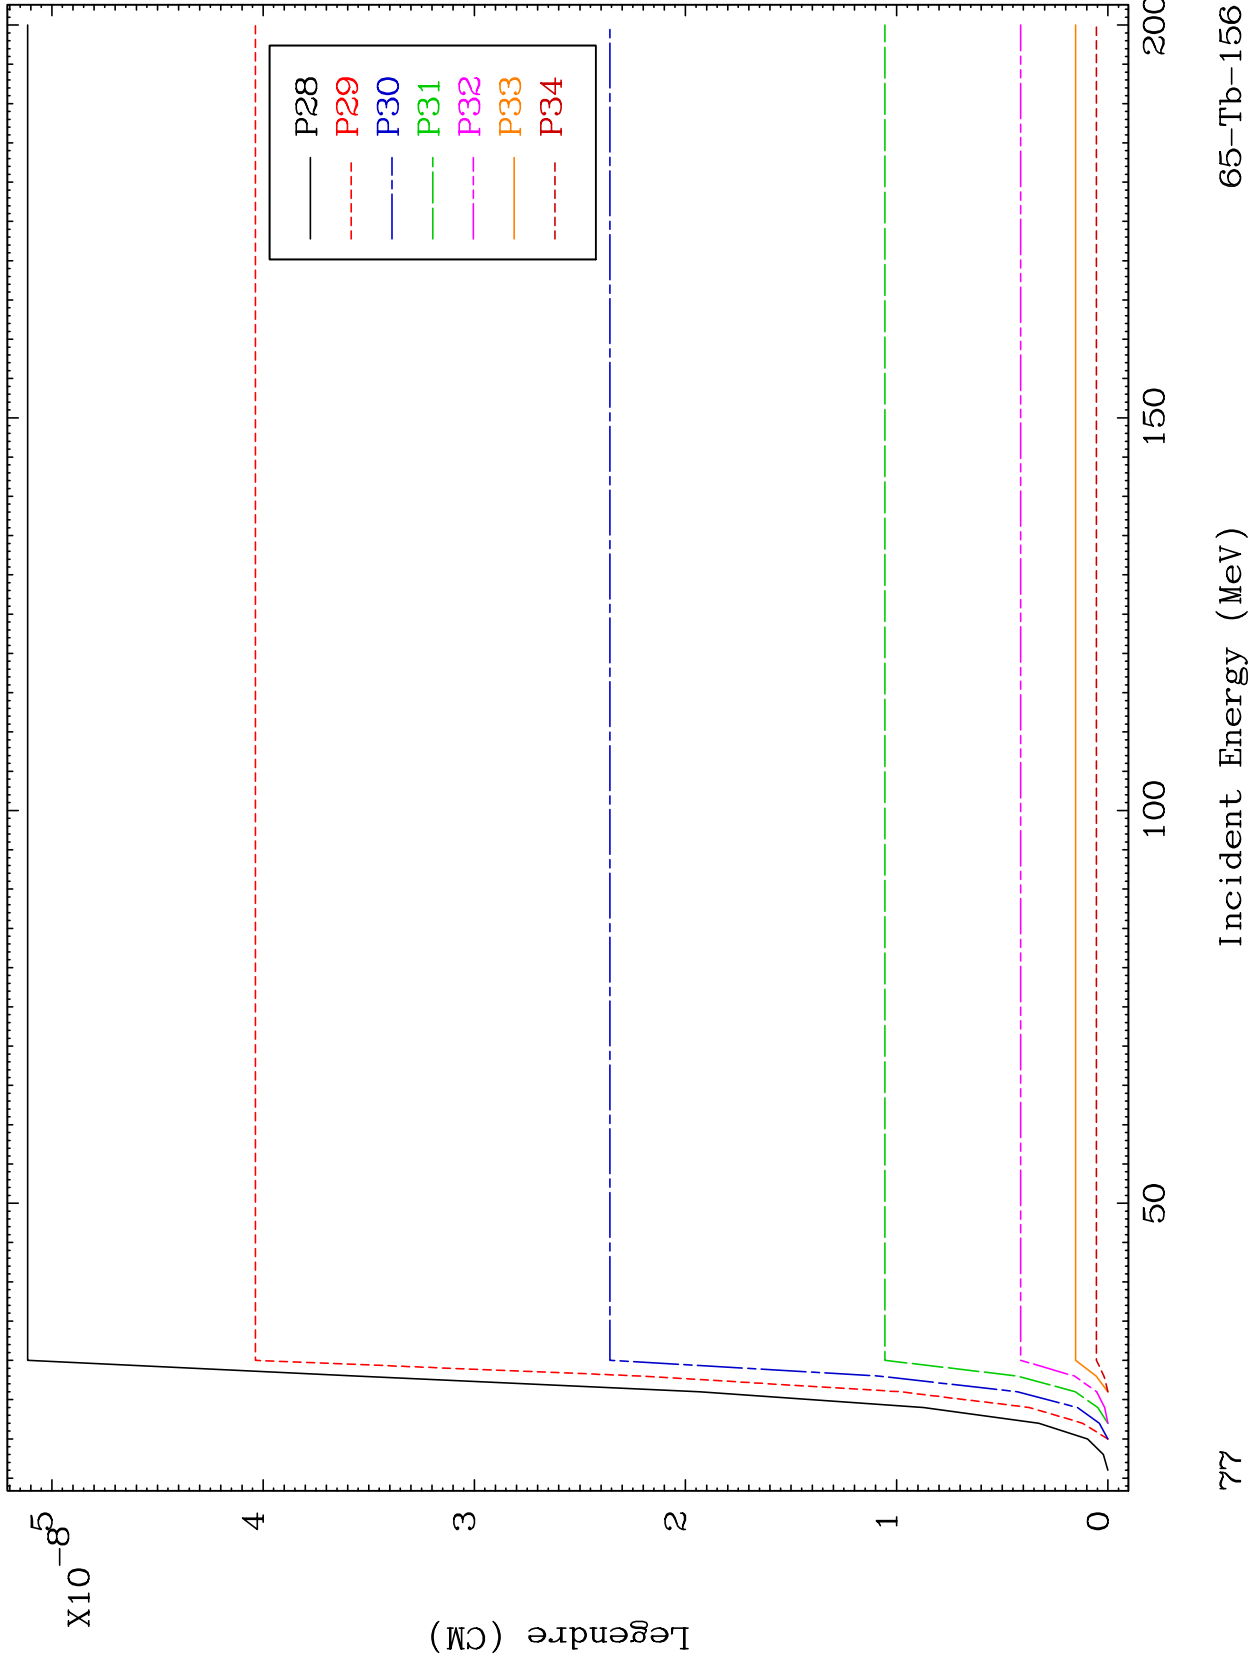 X10-8
5
4
3
2
1
0
Legendre (CM)
P28
P29
P30
P31
P32
P33
P34
50
100
150
200
77
Incident Energy (MeV)
65-Tb-156